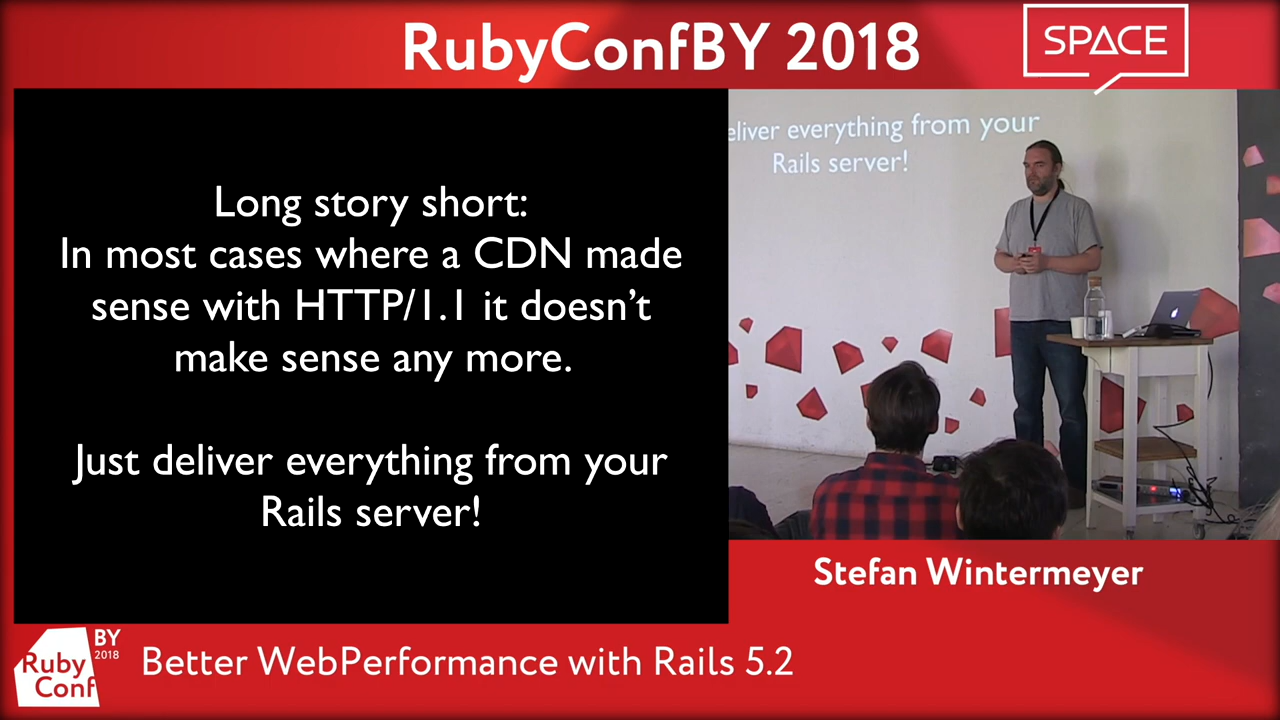 RubyConfBY 2018
SPACE
Long story short:
In most cases where a CDN made
sense with HTTP/1.1 it doesn't
make sense any more.
Just deliver everything from your
Rails server!
eliver everything from your
Rails server!
Stefan Wintermeyer
Ruby
Conf
BY
2018
Better WebPerformance with Rails 5.2